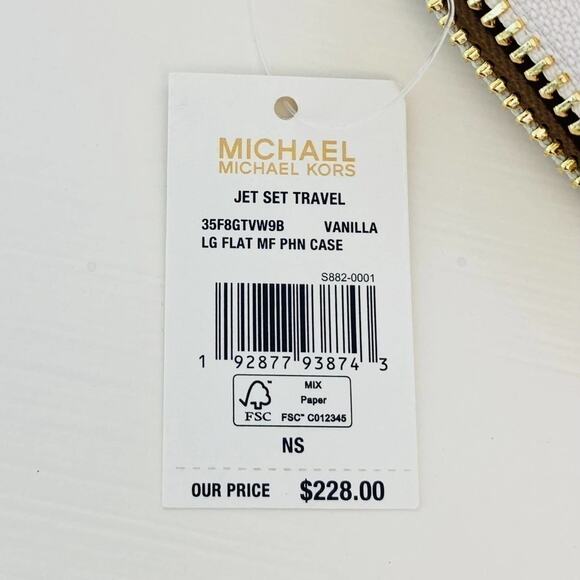 MICHAEL
MICHAEL KORS
JET SET TRAVEL
35F8GTVW9B VANILLA
LG FLAT MF PHN CASE
S882-0001
1 92877 93874 3
FSC™
MIX
Paper
FSC™ C012345
NS
OUR PRICE $228.00